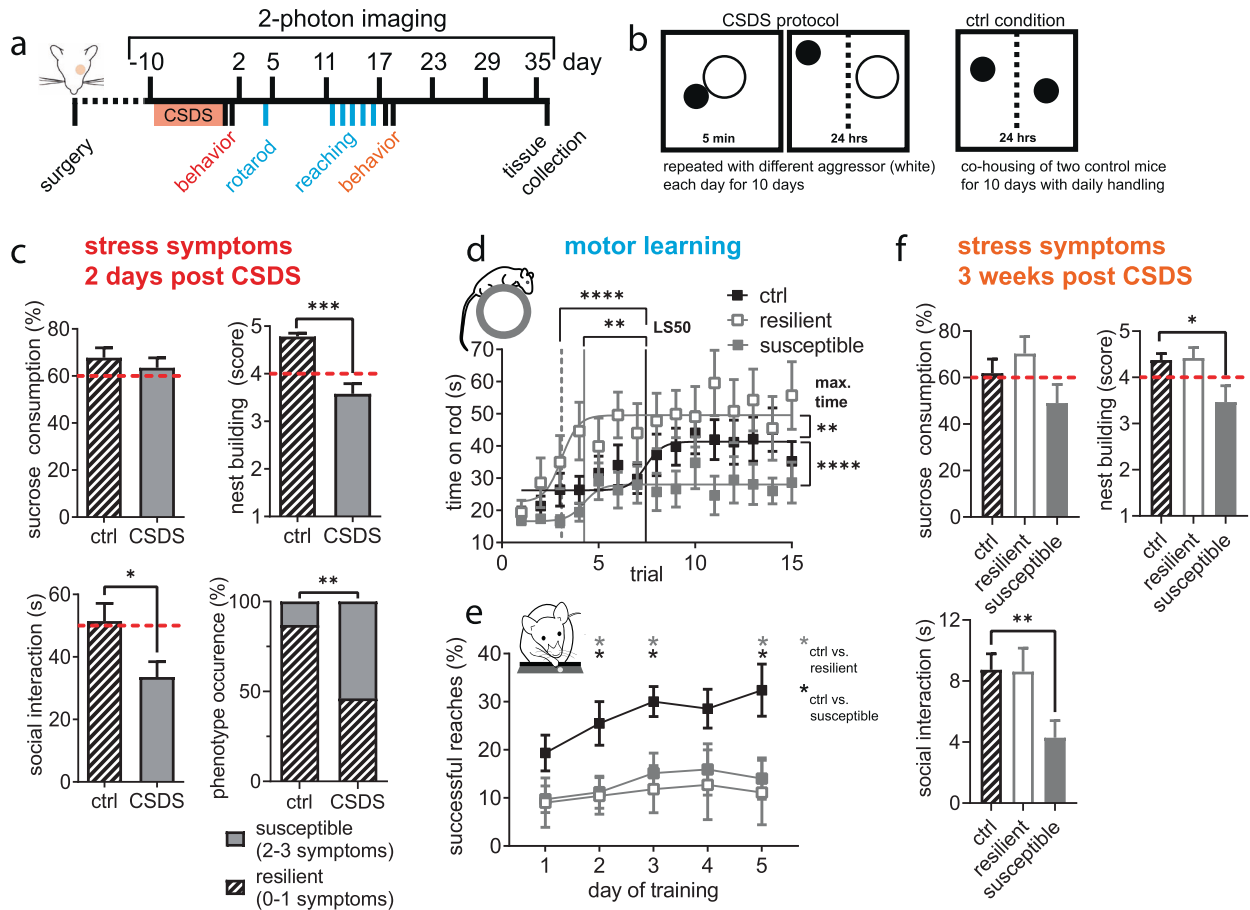 a
2-photon imaging
-10 2 5 11 17 23 29 35 day
CSDS
surgery
behavior
rotarod
reaching
behavior
tissue
collection
b
CSDS protocol
ctrl condition
5 min
24 hrs
24 hrs
repeated with different aggressor (white)
each day for 10 days
co-housing of two control mice
for 10 days with daily handling
c
stress symptoms
2 days post CSDS
sucrose consumption (%)
80
60
40
20
0
ctrl CSDS
nest building (score)
5
4
3
2
1
***
ctrl CSDS
social interaction (s)
60
40
20
0
*
ctrl CSDS
phenotype occurence (%)
100
50
0
**
ctrl CSDS
susceptible
(2-3 symptoms)
resilient
(0-1 symptoms)
d
motor learning
****
**
LS50
ctrl
resilient
susceptible
time on rod (s)
70
60
50
40
30
20
10
max.
time
**
****
0 5 10 15
trial
e
successful reaches (%)
40
30
20
10
0
* * *
* * *
*
ctrl vs.
resilient
*
ctrl vs.
susceptible
1 2 3 4 5
day of training
f
stress symptoms
3 weeks post CSDS
sucrose consumption (%)
80
60
40
20
0
ctrl
resilient
susceptible
nest building (score)
5
4
3
2
1
*
ctrl
resilient
susceptible
social interaction (s)
12
8
4
0
**
ctrl
resilient
susceptible